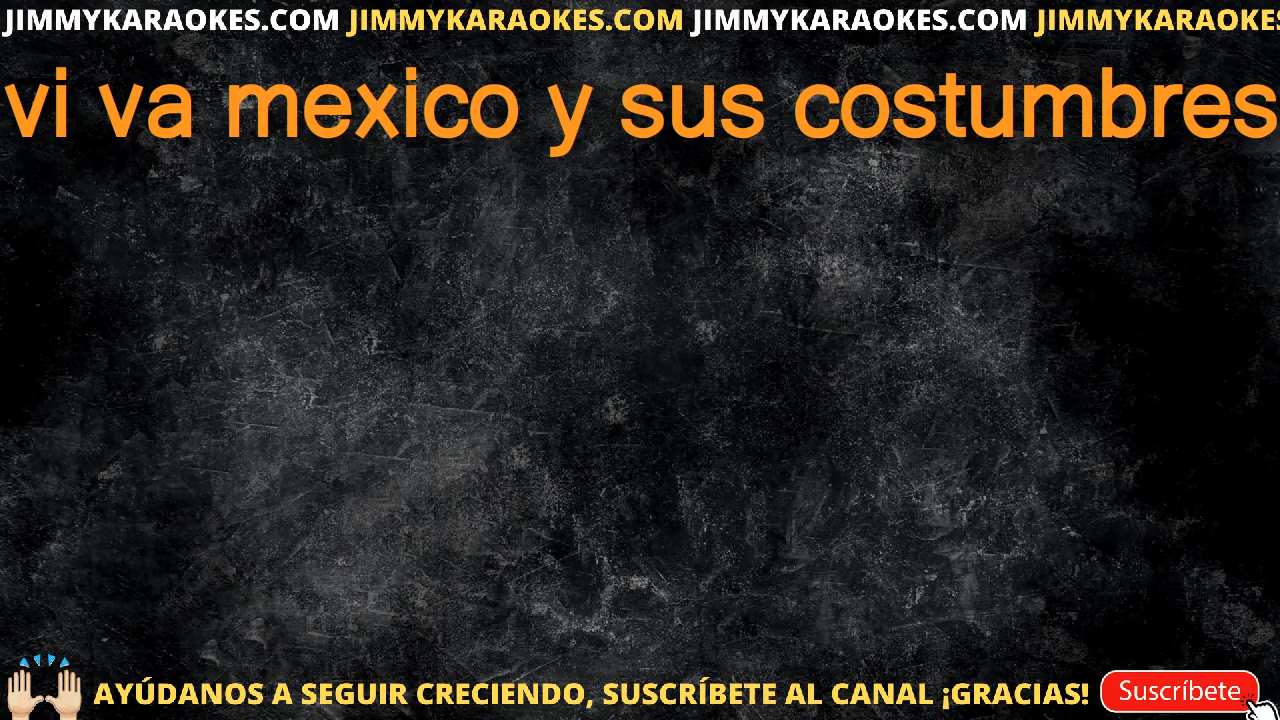 JIMMYKARAOKES.COM JIMMYKARAOKES.COM JIMMYKARAOKES.COM JIMMYKARAOKES
vi va mexico y sus costumbres
AYÚDANOS A SEGUIR CRECIENDO, SUSCRÍBETE AL CANAL ¡GRACIAS! Suscríbete